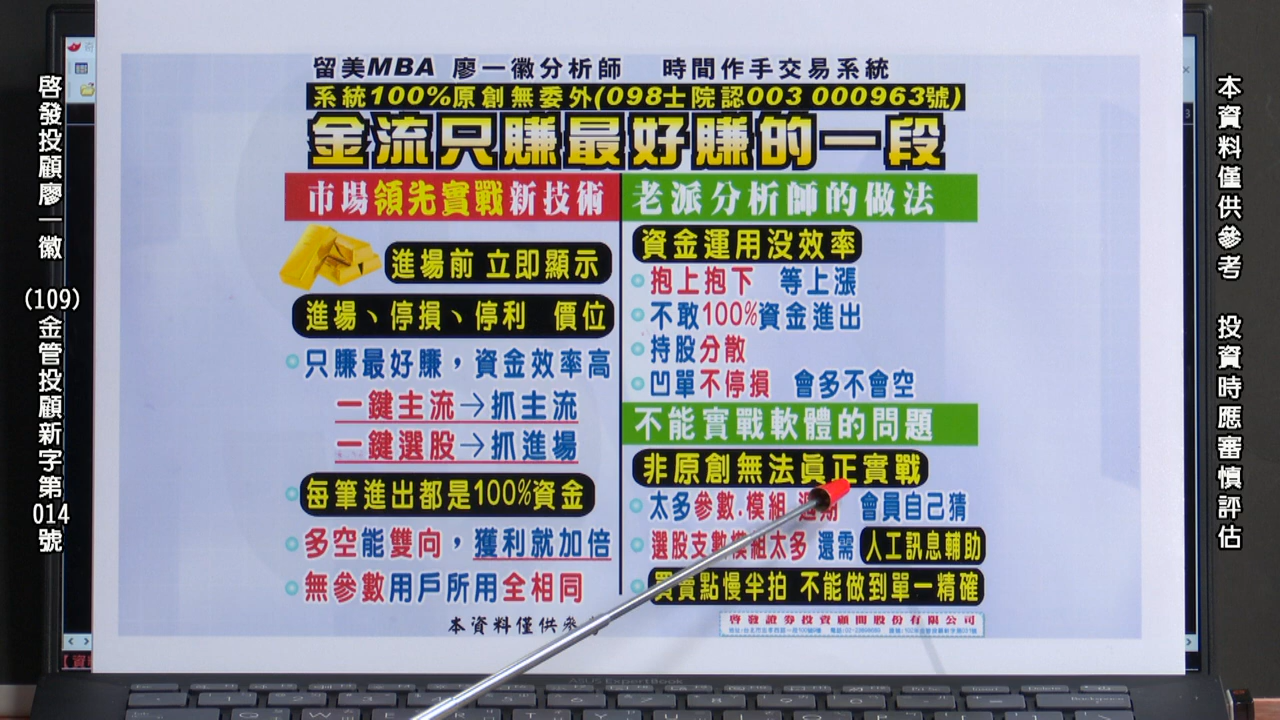 啓發投顧廖一徽
(109)金管投顧新字第014號
留美MBA 廖一徽分析師 時間作手交易系統
系統100%原創無委外(098士院認003 000963號)
金流只賺最好賺的一段
市場領先實戰新技術
進場前 立即顯示
進場、停損、停利 價位
只賺最好賺，資金效率高
一鍵主流→抓主流
一鍵選股→抓進場
每筆進出都是100%資金
多空能雙向，獲利就加倍
無參數用戶所用全相同
老派分析師的做法
資金運用没效率
抱上抱下 等上漲
不敢100%資金進出
持股分散
凹單不停損 會多不會空
不能實戰軟體的問題
非原創無法眞正實戰
太多參數.模組 週期 會員自己猜
選股支數模組太多 還需 人工訊息輔助
買賣點慢半拍 不能做到單一精確
本資料僅供參考
啓發證券投資顧問股份有限公司
本資料僅供參考 投資時應審慎評估
ASUS ExpertBook